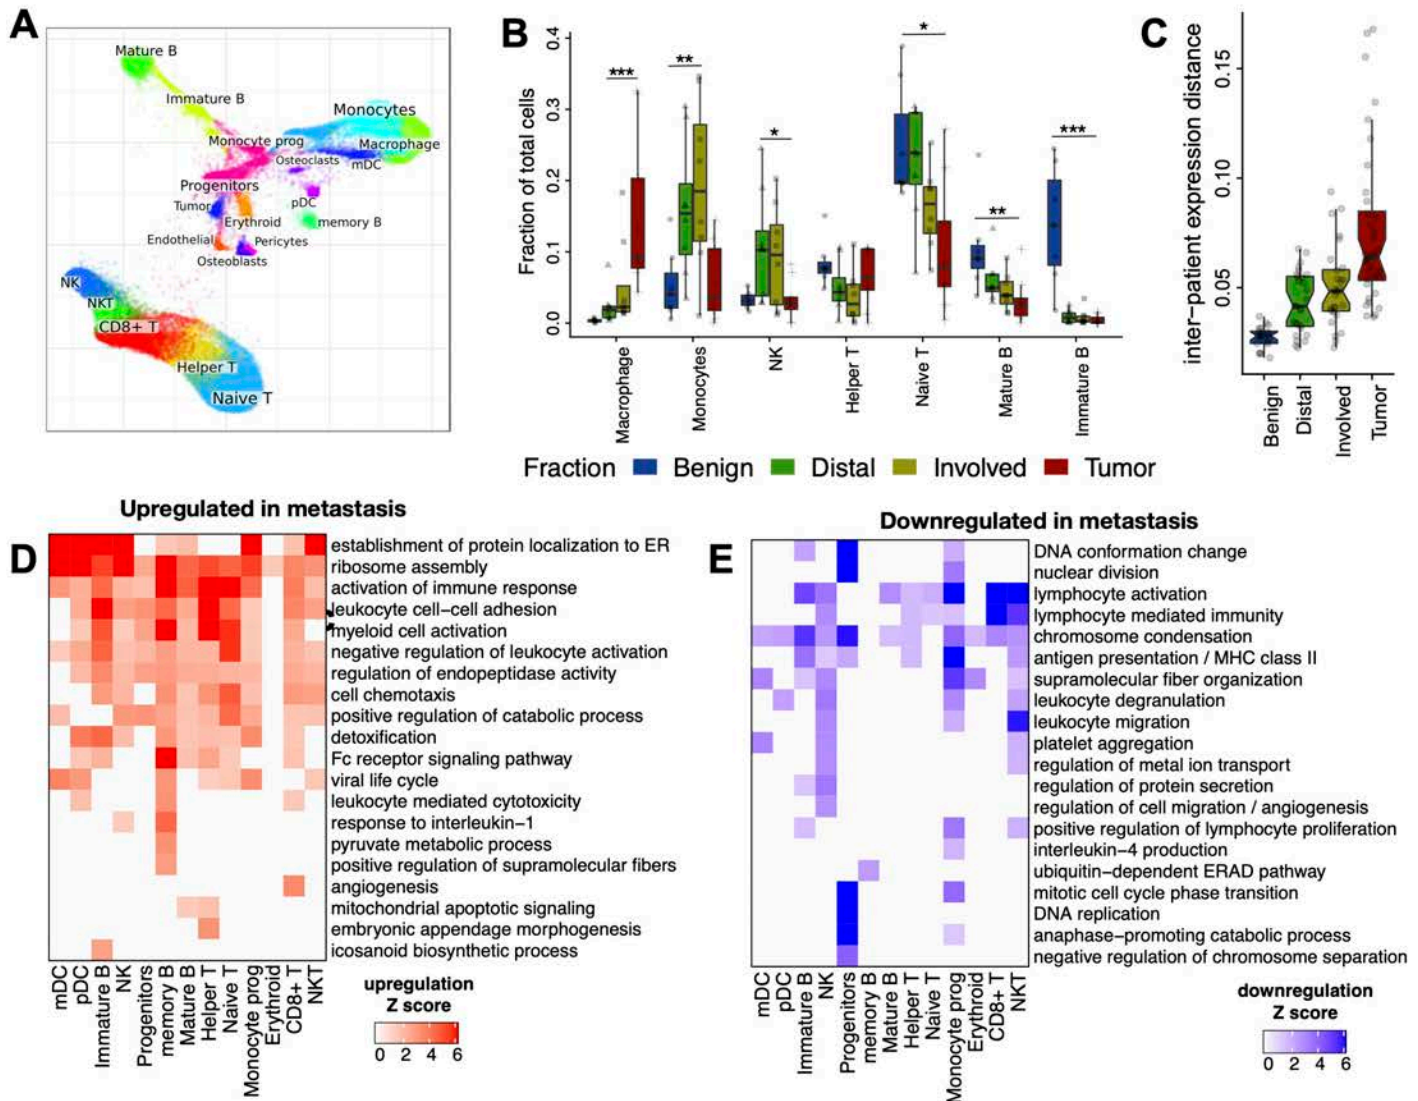 A
Mature B
Immature B
Monocytes
Monocyte prog
Macrophage
Osteoclasts
mDC
Progenitors
pDC
Tumor
Erythroid
memory B
Endothelial
Pericytes
Osteoblasts
NK
NKT
CD8+ T
Helper T
Naive T
B
Fraction of total cells
0.4
0.3
0.2
0.1
0.0
***
**
*
*
**
***
Macrophage
Monocytes
NK
Helper T
Naive T
Mature B
Immature B
Fraction Benign Distal Involved Tumor
C
inter-patient expression distance
0.15
0.10
0.05
Benign
Distal
Involved
Tumor
D
Upregulated in metastasis
establishment of protein localization to ER
ribosome assembly
activation of immune response
leukocyte cell−cell adhesion
myeloid cell activation
negative regulation of leukocyte activation
regulation of endopeptidase activity
cell chemotaxis
positive regulation of catabolic process
detoxification
Fc receptor signaling pathway
viral life cycle
leukocyte mediated cytotoxicity
response to interleukin−1
pyruvate metabolic process
positive regulation of supramolecular fibers
angiogenesis
mitochondrial apoptotic signaling
embryonic appendage morphogenesis
icosanoid biosynthetic process
mDC
pDC
Immature B
NK
Progenitors
memory B
Mature B
Helper T
Naive T
Monocyte prog
Erythroid
CD8+ T
NKT
upregulation
Z score
0 2 4 6
E
Downregulated in metastasis
DNA conformation change
nuclear division
lymphocyte activation
lymphocyte mediated immunity
chromosome condensation
antigen presentation / MHC class II
supramolecular fiber organization
leukocyte degranulation
leukocyte migration
platelet aggregation
regulation of metal ion transport
regulation of protein secretion
regulation of cell migration / angiogenesis
positive regulation of lymphocyte proliferation
interleukin−4 production
ubiquitin−dependent ERAD pathway
mitotic cell cycle phase transition
DNA replication
anaphase−promoting catabolic process
negative regulation of chromosome separation
mDC
pDC
Immature B
NK
Progenitors
memory B
Mature B
Helper T
Naive T
Monocyte prog
Erythroid
CD8+ T
NKT
downregulation
Z score
0 2 4 6